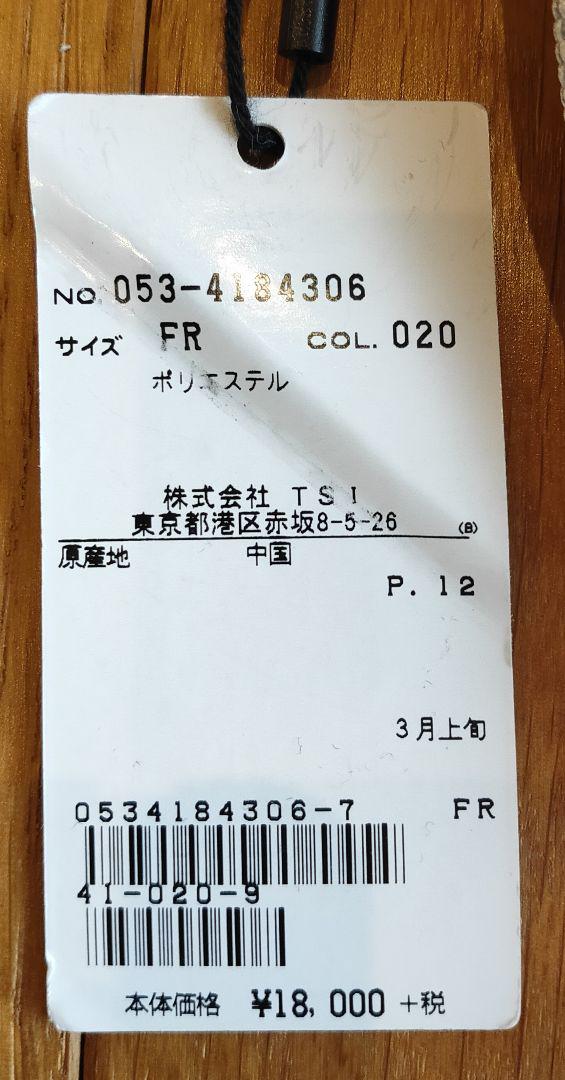 NO. 053-4184306
サイズ FR COL. 020
ポリエステル
株式会社 TSI
東京都港区赤坂8-5-26 (8)
原産地 中国
P. 12
3月上旬
0534184306-7 FR
41-020-9
本体価格 ¥18,000 +税